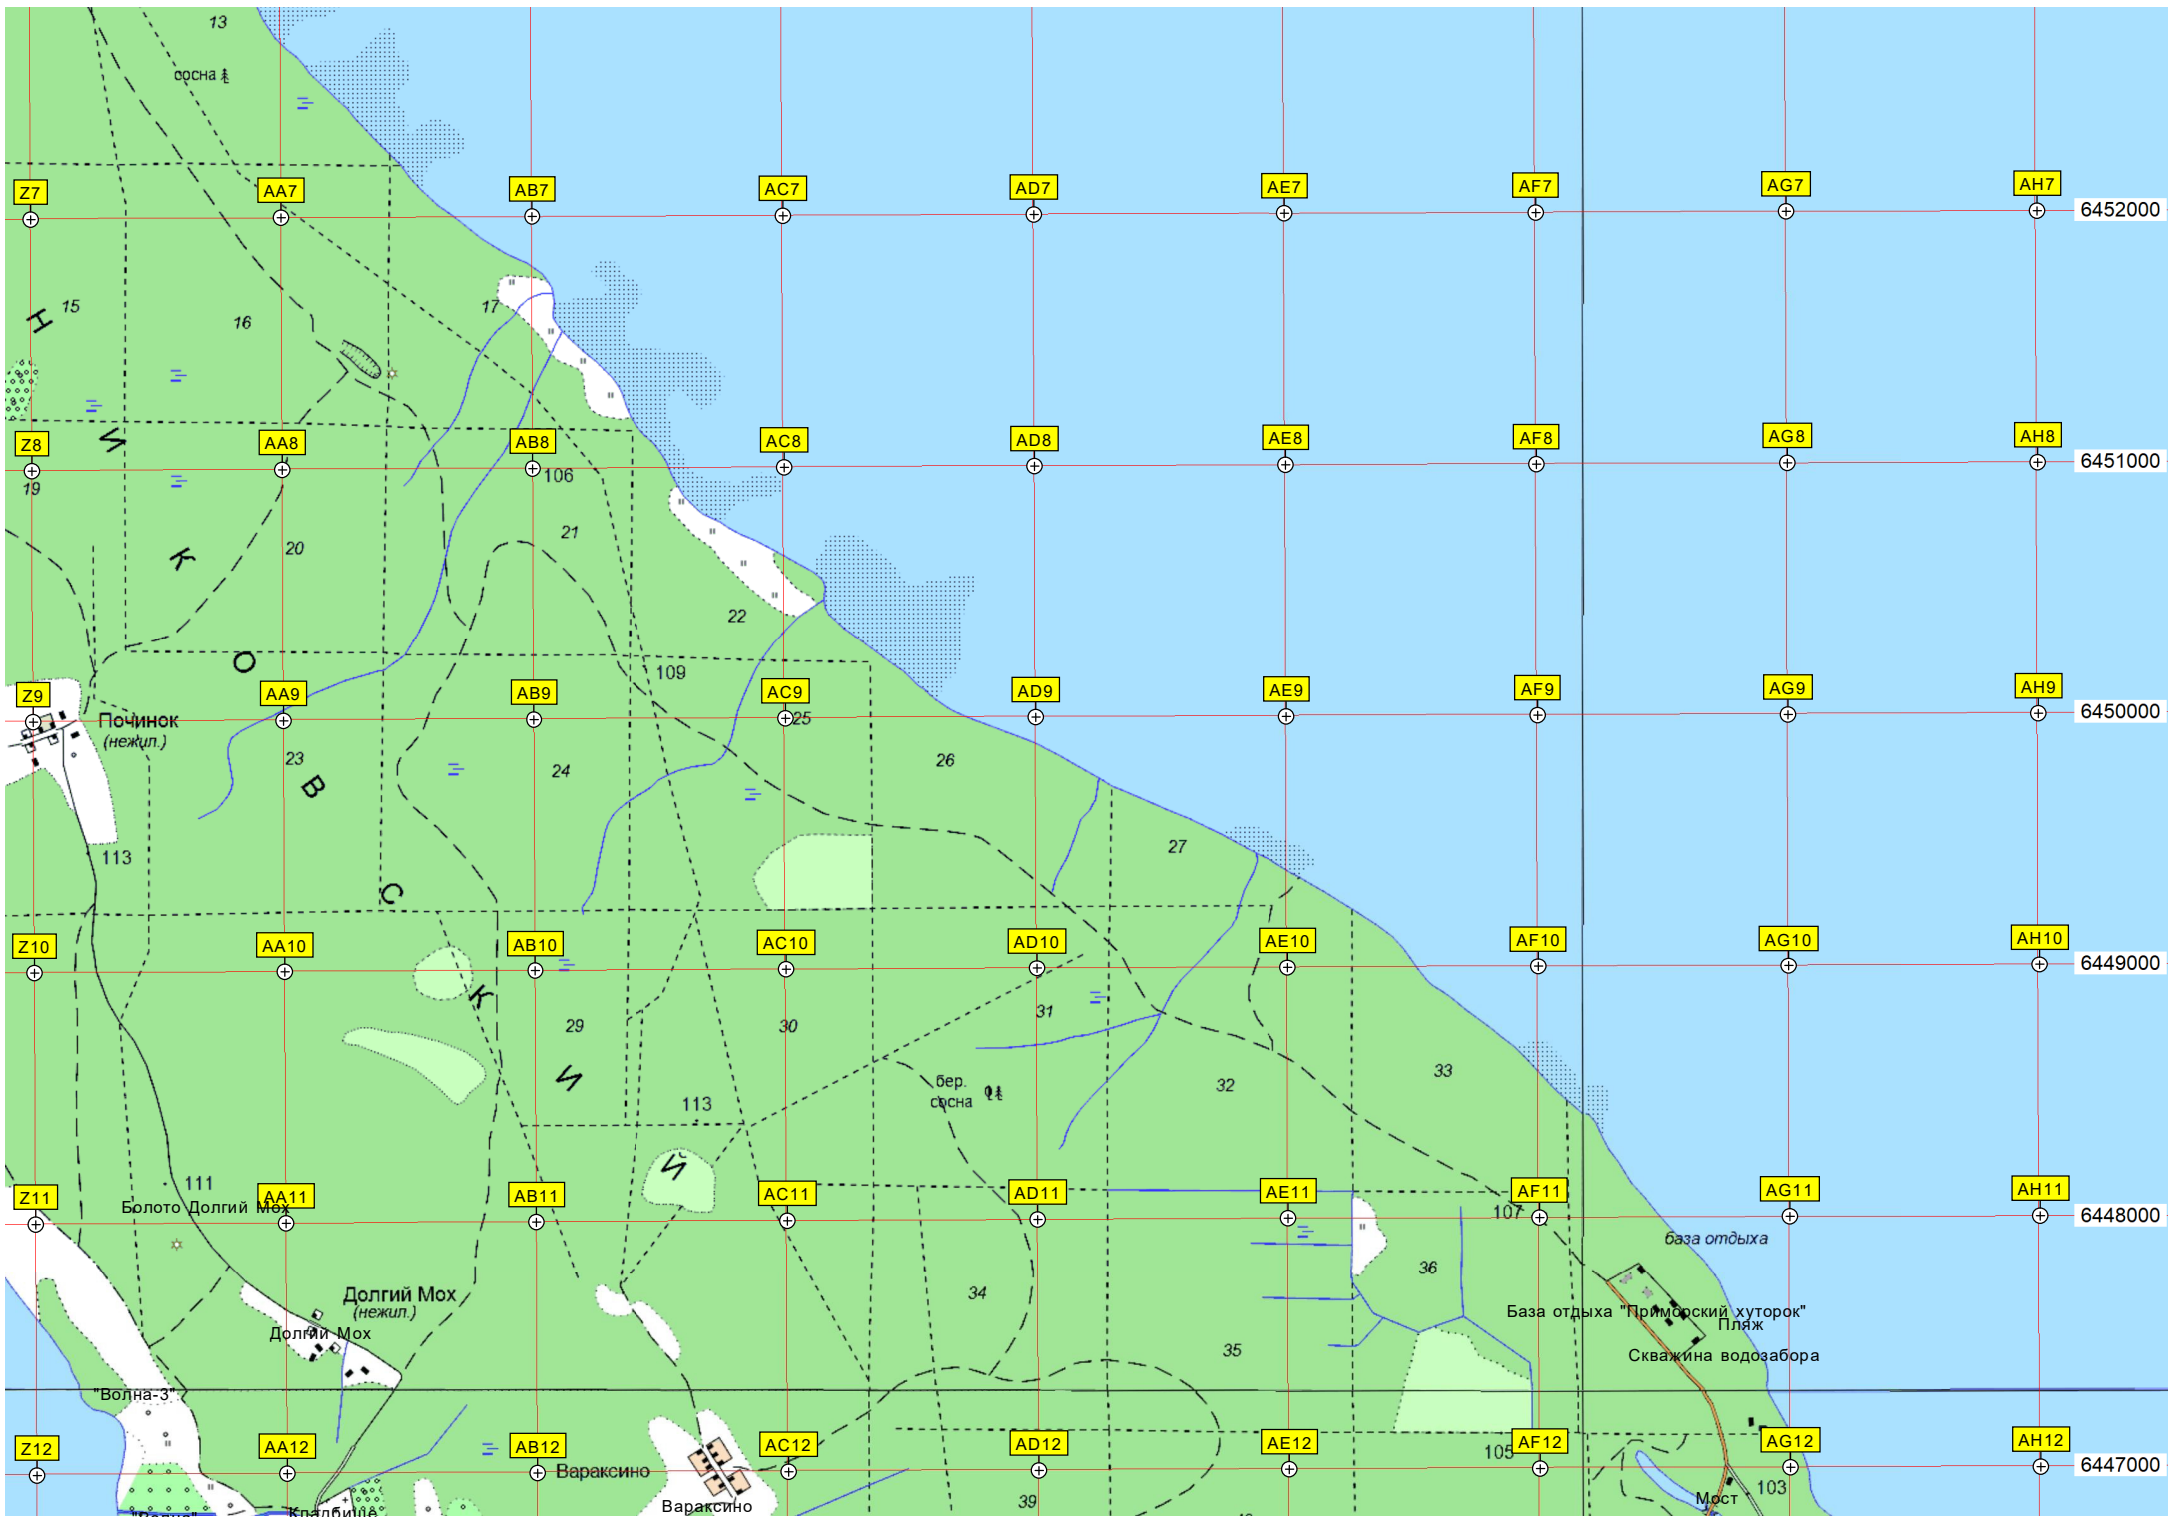 13
сосна
Z7 AA7 AB7 AC7 AD7 AE7 AF7 AG7 AH7 6452000
15
Н
16
17
И
Z8 AA8 AB8 AC8 AD8 AE8 AF8 AG8 AH8 6451000
19
106
21
20
К
22
О
109
Z9 AA9 AB9 AC9 AD9 AE9 AF9 AG9 AH9 6450000
Починок
(нежил.)
25
23
24
26
В
27
113
С
Z10 AA10 AB10 AC10 AD10 AE10 AF10 AG10 AH10 6449000
К
29
30
31
И
бер.
сосна
32
33
113
Й
111
Z11 AA11 AB11 AC11 AD11 AE11 AF11 AG11 AH11 6448000
Болото Долгий Мох
107
база отдыха
36
34
Долгий Мох
(нежил.)
База отдыха "Приморский хуторок"
Пляж
Долгий Мох
35
Скважина водозабора
"Волна-3"
Z12 AA12 AB12 AC12 AD12 AE12 AF12 AG12 AH12 6447000
105
Вараксино
103
Вараксино
39
Мост
Кладбище